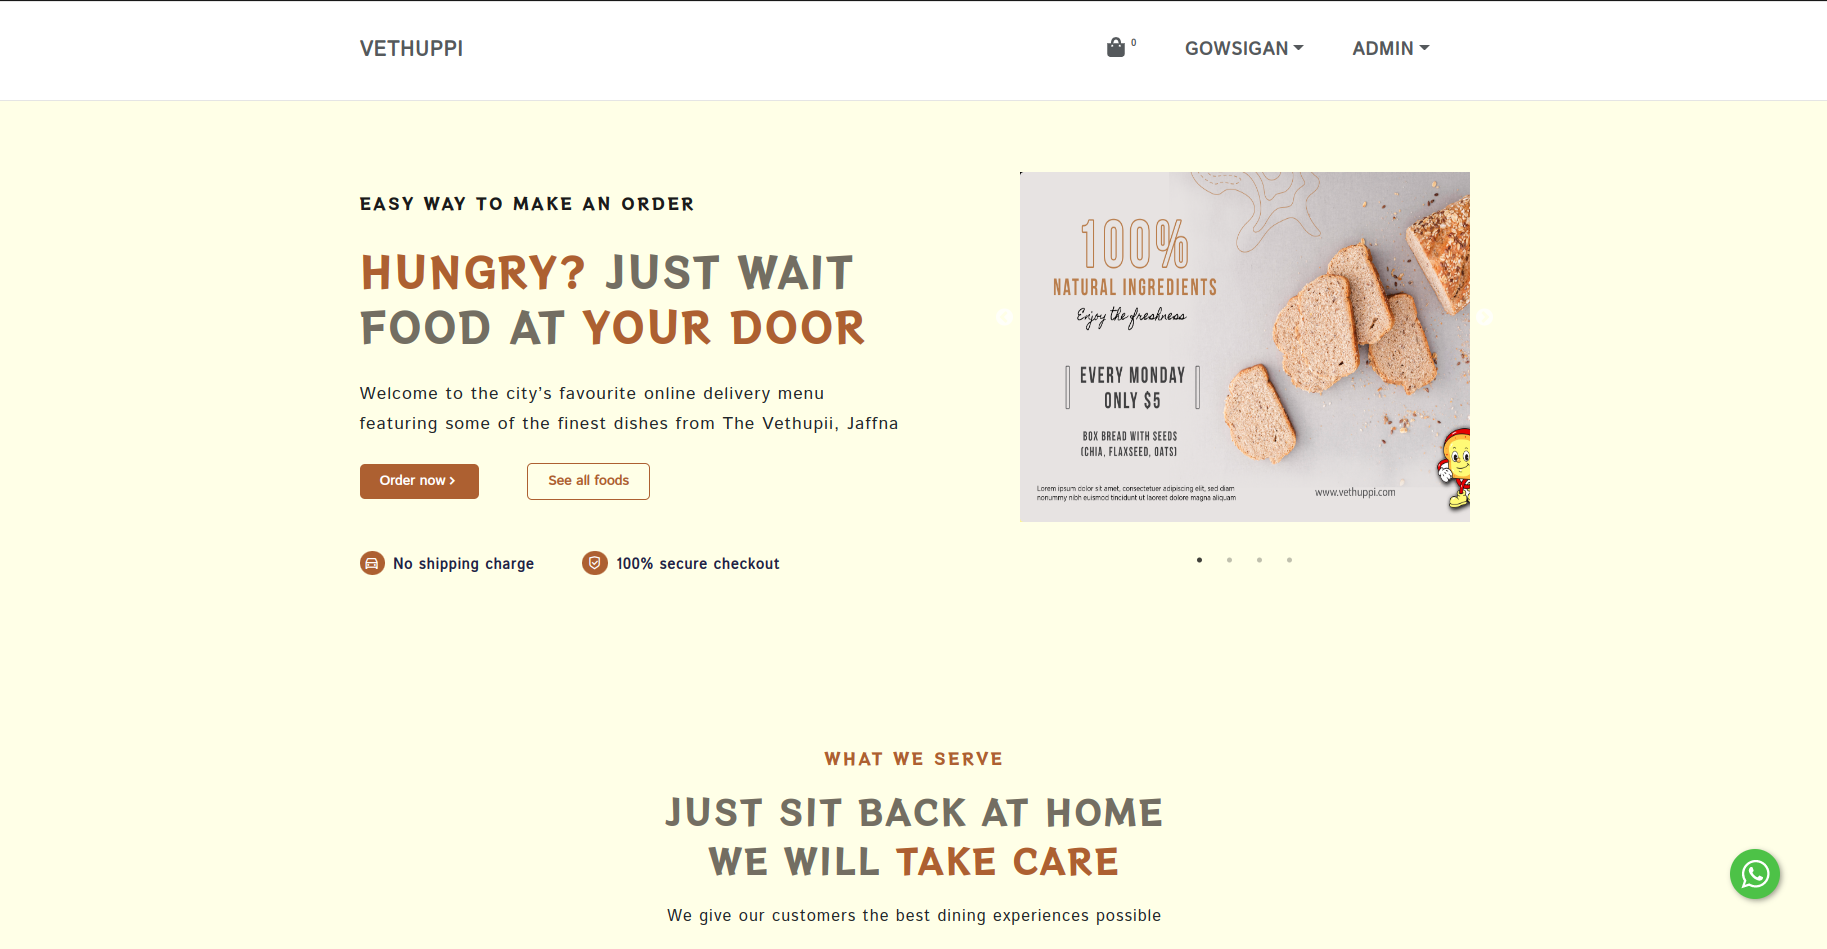 VETHUPPI
0
GOWSIGAN
ADMIN
EASY WAY TO MAKE AN ORDER
HUNGRY? JUST WAIT
FOOD AT YOUR DOOR
Welcome to the city's favourite online delivery menu
featuring some of the finest dishes from The Vethupii, Jaffna
Order now
See all foods
No shipping charge
100% secure checkout
100%
NATURAL INGREDIENTS
Enjoy the freshness
EVERY MONDAY
ONLY $5
BOX BREAD WITH SEEDS
(CHIA, FLAXSEED, OATS)
Lorem ipsum dolor sit amet, consectetuer adipiscing elit, sed diam
nonummy nibh euismod tincidunt ut laoreet dolore magna aliquam
www.vethuppi.com
WHAT WE SERVE
JUST SIT BACK AT HOME
WE WILL TAKE CARE
We give our customers the best dining experiences possible